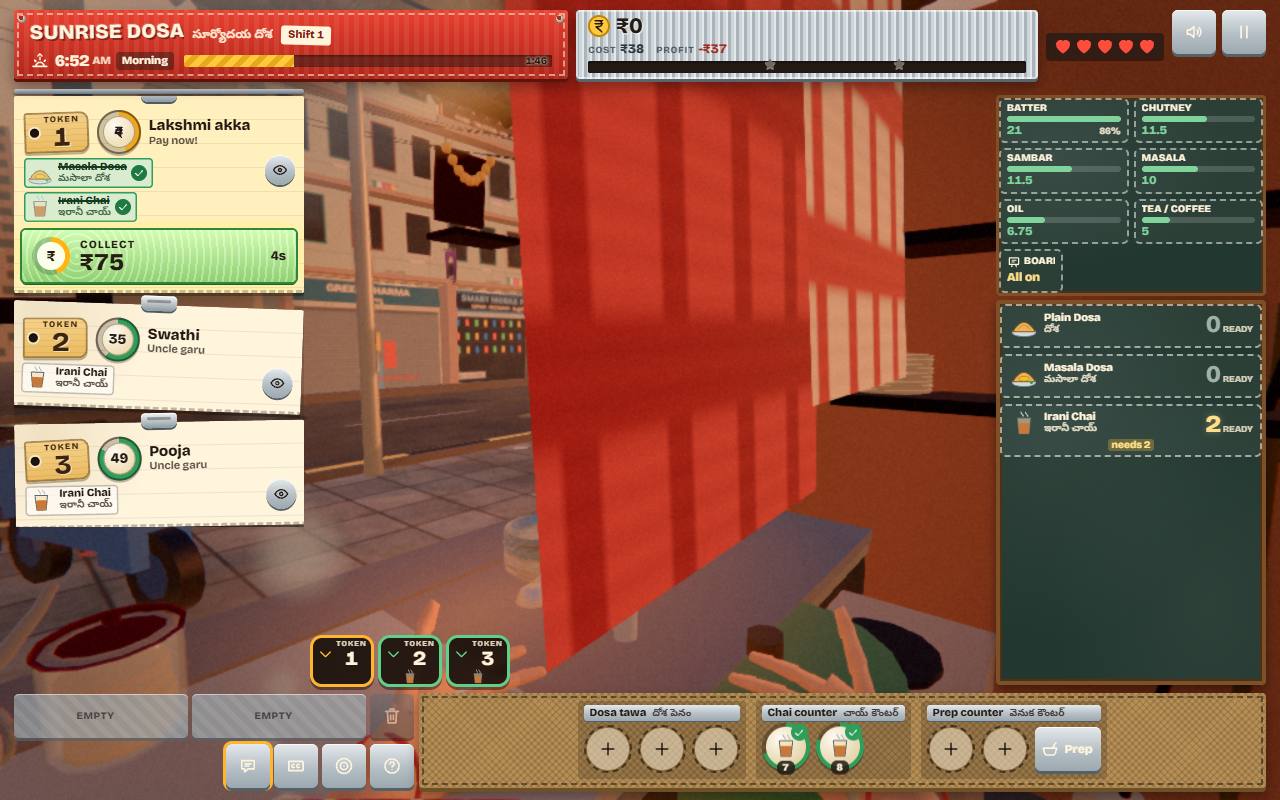 SUNRISE DOSA సూర్యోదయ దోశ Shift 1
6:52 AM Morning 1:46
₹0
COST ₹38 PROFIT -₹37
TOKEN 1
Lakshmi akka
Pay now!
Masala Dosa
మసాలా దోశ
Irani Chai
ఇరానీ చాయ్
COLLECT
₹75
4s
TOKEN 2
35
Swathi
Uncle garu
Irani Chai
ఇరానీ చాయ్
TOKEN 3
49
Pooja
Uncle garu
Irani Chai
ఇరానీ చాయ్
BATTER
21 86%
CHUTNEY
11.5
SAMBAR
11.5
MASALA
10
OIL
6.75
TEA / COFFEE
5
BOARI
All on
Plain Dosa
దోశ
0 READY
Masala Dosa
మసాలా దోశ
0 READY
Irani Chai
ఇరానీ చాయ్
2 READY
needs 2
TOKEN 1
TOKEN 2
TOKEN 3
EMPTY
EMPTY
Dosa tawa దోశ పెనం
Chai counter చాయ్ కౌంటర్
7
8
Prep counter వెనుక కౌంటర్
Prep